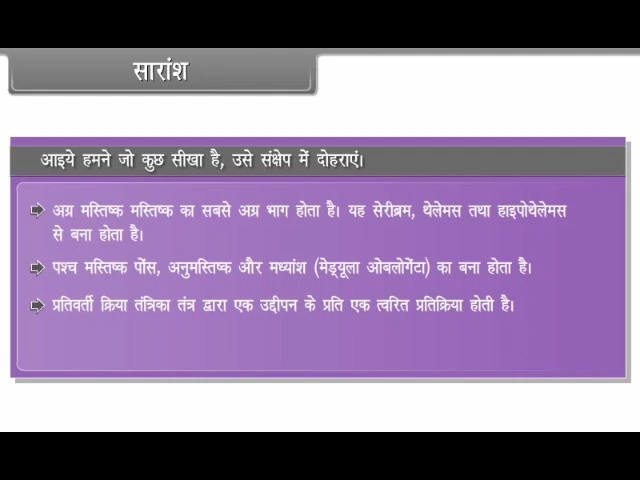 सारांश
आइये हमने जो कुछ सीखा है, उसे संक्षेप में दोहराएं।
अग्र मस्तिष्क मस्तिष्क का सबसे अग्र भाग होता है। यह सेरीब्रम, थेलेमस तथा हाइपोथेलेमस
से बना होता है।
पश्च मस्तिष्क पोंस, अनुमस्तिष्क और मध्यांश (मेड्यूला ओबलोगेंटा) का बना होता है।
प्रतिवर्ती क्रिया तंत्रिका तंत्र द्वारा एक उद्दीपन के प्रति एक त्वरित प्रतिक्रिया होती है।